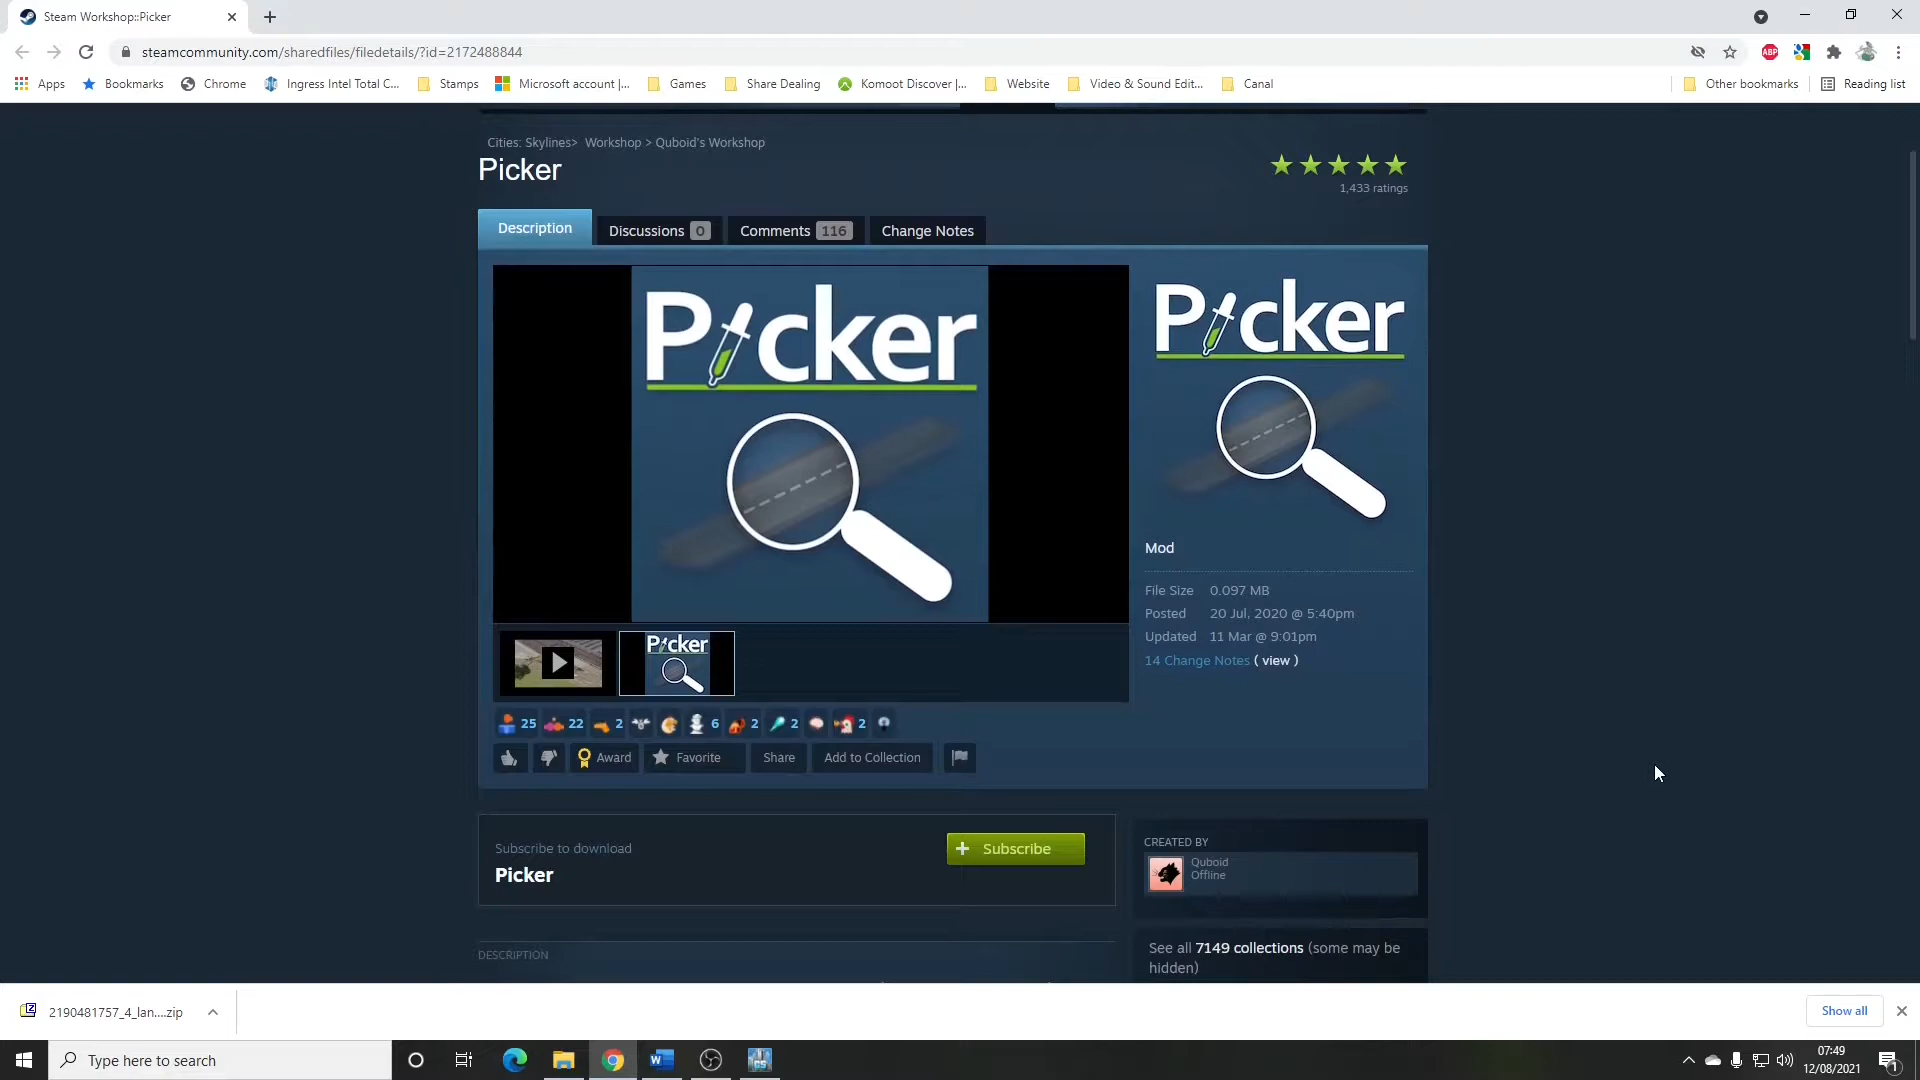 Steam Workshop::Picker
steamcommunity.com/sharedfiles/filedetails/?id=2172488844
ABP
Apps
Bookmarks
Chrome
Ingress Intel Total C...
Stamps
Microsoft account |...
Games
Share Dealing
Komoot Discover |...
Website
Video & Sound Edit...
Canal
Other bookmarks
Reading list
Cities: Skylines> Workshop > Quboid's Workshop
Picker
1,433 ratings
Description
Discussions 0
Comments 116
Change Notes
Picker
Picker
Mod
File Size 0.097 MB
Posted 20 Jul, 2020 @ 5:40pm
Updated 11 Mar @ 9:01pm
14 Change Notes ( view )
Picker
25 22 2 6 2 2 2
Award
Favorite
Share
Add to Collection
Subscribe to download
Picker
+ Subscribe
CREATED BY
Quboid
Offline
See all 7149 collections (some may be
hidden)
DESCRIPTION
2190481757_4_lan....zip
Show all
Type here to search
W
CS
07:49
12/08/2021
1